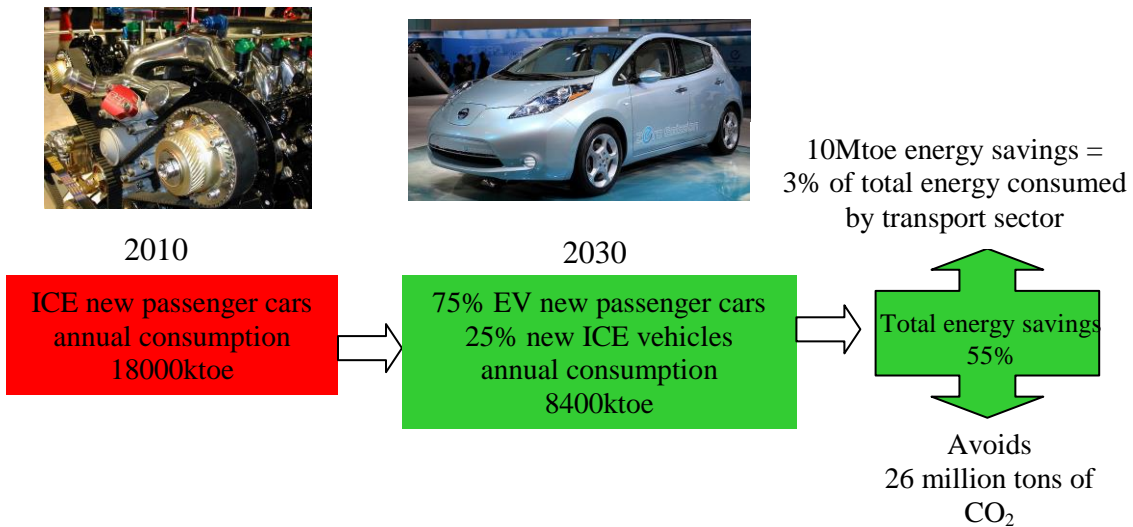 2010
ICE new passenger cars
annual consumption
18000ktoe
2030
75% EV new passenger cars
25% new ICE vehicles
annual consumption
8400ktoe
10Mtoe energy savings =
3% of total energy consumed
by transport sector
Total energy savings
55%
Avoids
26 million tons of
CO₂